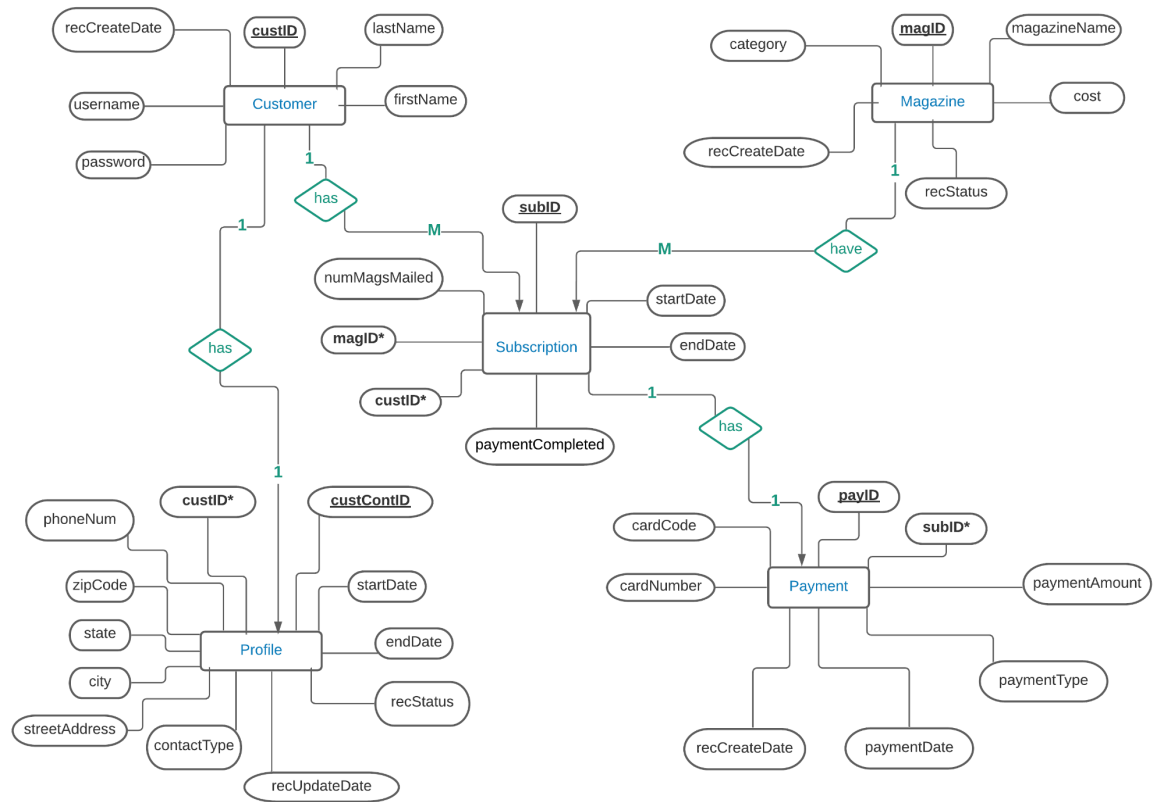 recCreateDate
custID
lastName
magID
magazineName
category
username
Customer
firstName
Magazine
cost
password
1
recCreateDate
1
recStatus
has
subID
1
M
M
have
numMagsMailed
startDate
magID*
Subscription
endDate
has
custID*
1
has
paymentCompleted
1
custID*
custContID
payID
1
phoneNum
cardCode
subID*
zipCode
startDate
cardNumber
Payment
paymentAmount
state
Profile
endDate
city
recStatus
paymentType
streetAddress
contactType
recCreateDate
paymentDate
recUpdateDate